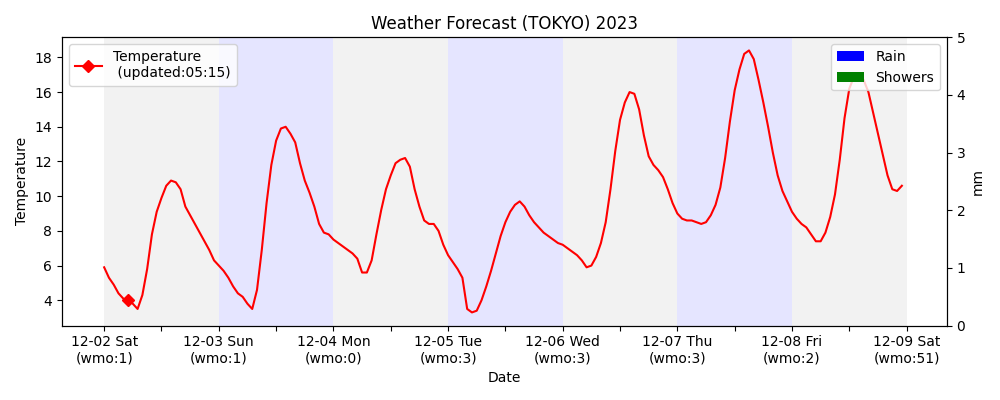 Weather Forecast (TOKYO) 2023
Temperature
(updated:05:15)
Rain
Showers
18
16
14
12
10
8
6
4
Temperature
5
4
3
2
1
0
mm
12-02 Sat
(wmo:1)
12-03 Sun
(wmo:1)
12-04 Mon
(wmo:0)
12-05 Tue
(wmo:3)
12-06 Wed
(wmo:3)
12-07 Thu
(wmo:3)
12-08 Fri
(wmo:2)
12-09 Sat
(wmo:51)
Date